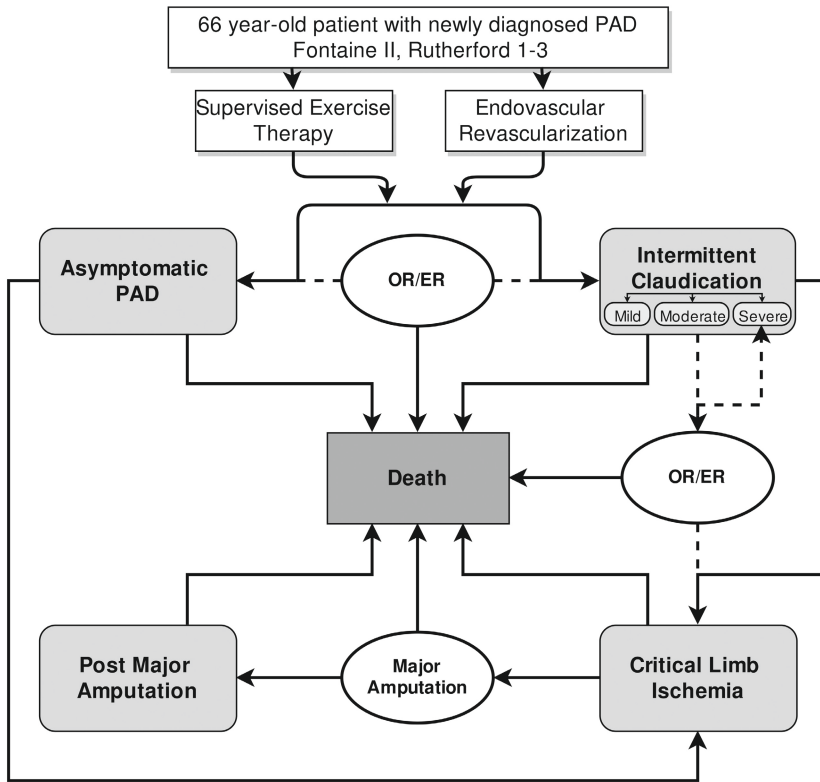 66 year-old patient with newly diagnosed PAD
Fontaine II, Rutherford 1-3
Supervised Exercise
Therapy
Endovascular
Revascularization
Asymptomatic
PAD
OR/ER
Intermittent
Claudication
Mild
Moderate
Severe
Death
OR/ER
Post Major
Amputation
Major
Amputation
Critical Limb
Ischemia